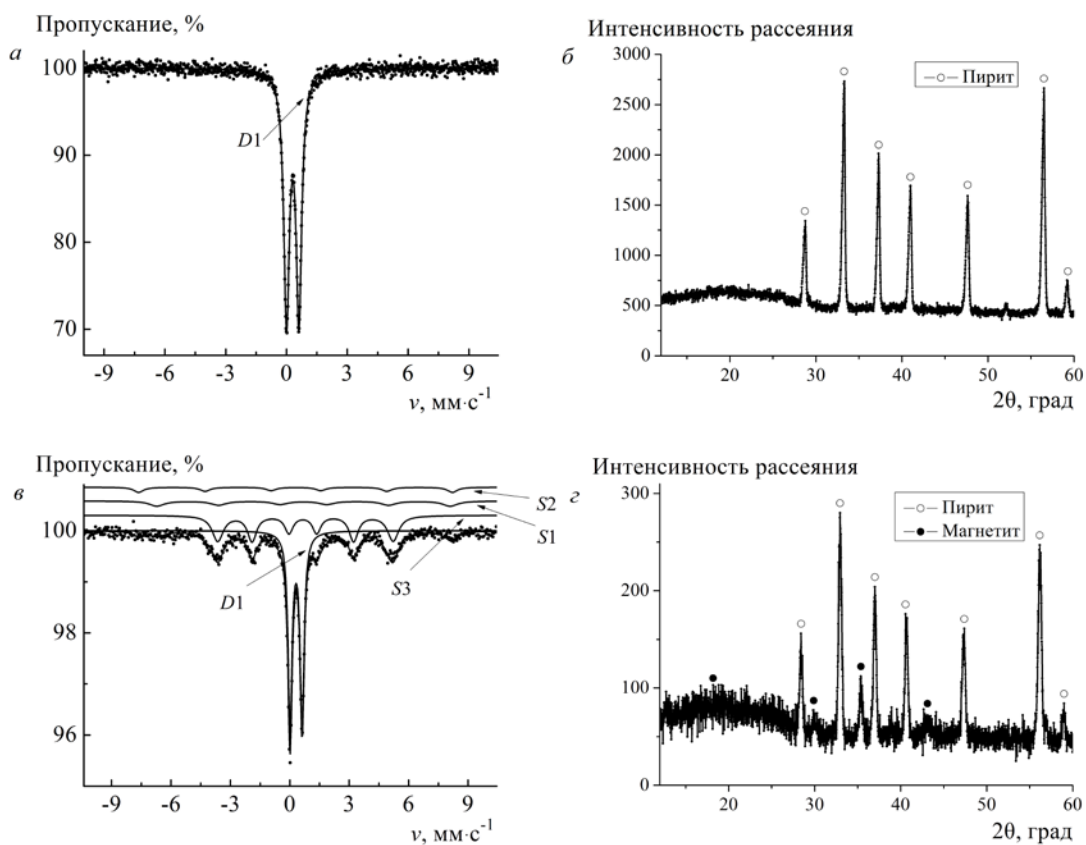 Пропускание, %
а
100
90
80
70
D1
-9 -6 -3 0 3 6 9
v, мм·с-1
Интенсивность рассеяния
б
3000
2500
2000
1500
1000
500
0
Пирит
20 30 40 50 60
2θ, град
Пропускание, %
в
100
98
96
S2
S1
S3
D1
-9 -6 -3 0 3 6 9
v, мм·с-1
Интенсивность рассеяния
г
300
200
100
0
Пирит
Магнетит
20 30 40 50 60
2θ, град